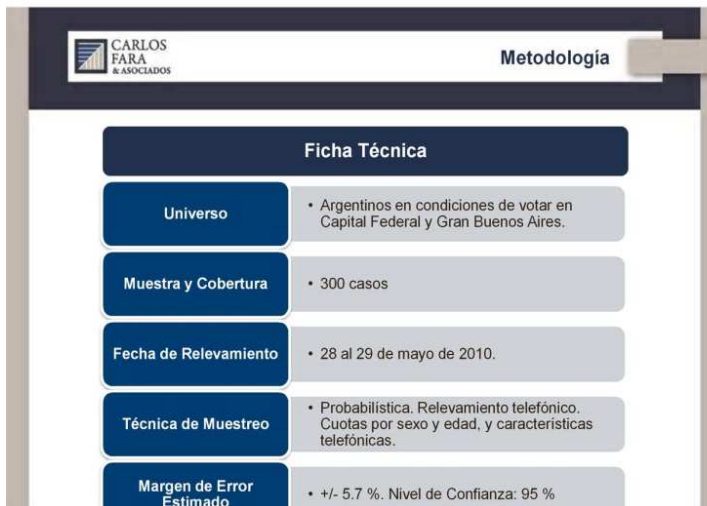 CARLOS
FARA
& ASOCIADOS
Metodología
Ficha Técnica
Universo
• Argentinos en condiciones de votar en
Capital Federal y Gran Buenos Aires.
Muestra y Cobertura
• 300 casos
Fecha de Relevamiento
• 28 al 29 de mayo de 2010.
Técnica de Muestreo
• Probabilística. Relevamiento telefónico.
Cuotas por sexo y edad, y características
telefónicas.
Margen de Error
Estimado
• +/- 5.7 %. Nivel de Confianza: 95 %